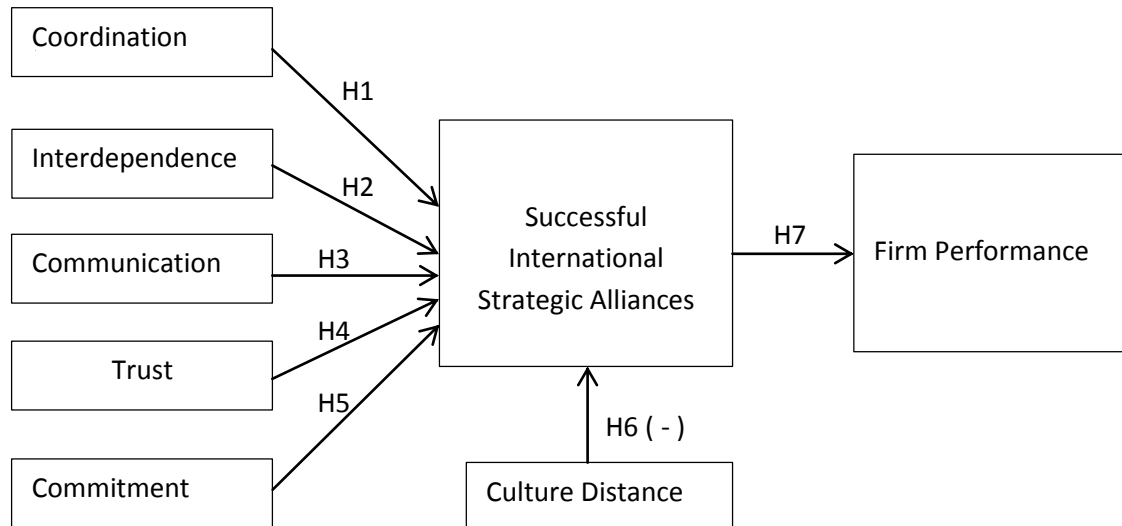 Coordination
H1
Interdependence
H2
Communication
H3
Trust
H4
Commitment
H5
Successful
International
Strategic Alliances
H6 ( - )
Culture Distance
H7
Firm Performance